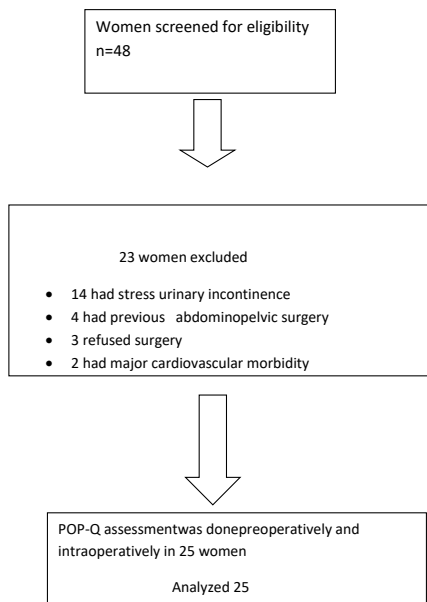 Women screened for eligibility
n=48
23 women excluded
• 14 had stress urinary incontinence
• 4 had previous abdominopelvic surgery
• 3 refused surgery
• 2 had major cardiovascular morbidity
POP-Q assessmentwas donepreoperatively and
intraoperatively in 25 women
Analyzed 25